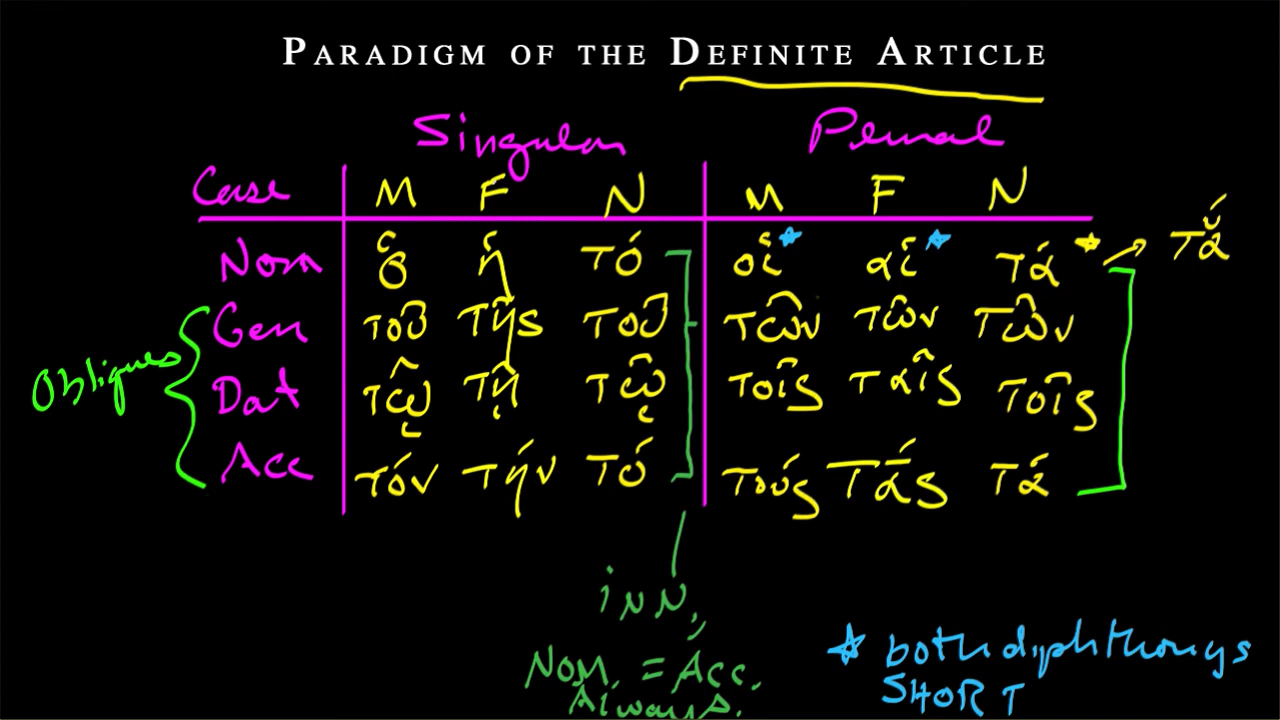 PARADIGM OF THE DEFINITE ARTICLE
Singular Plural
Case M F N M F N
Nom ὁ ἡ τό οἱ* αἱ* τά* → τᾰ́
Gen τοῦ τῆς τοῦ τῶν τῶν τῶν
Obliques
Dat τῷ τῇ τῷ τοῖς ταῖς τοῖς
Acc τόν τήν τό τούς τά̄ς τά
in N,
Nom. = Acc.
Always.
* both diphthongs
SHORT